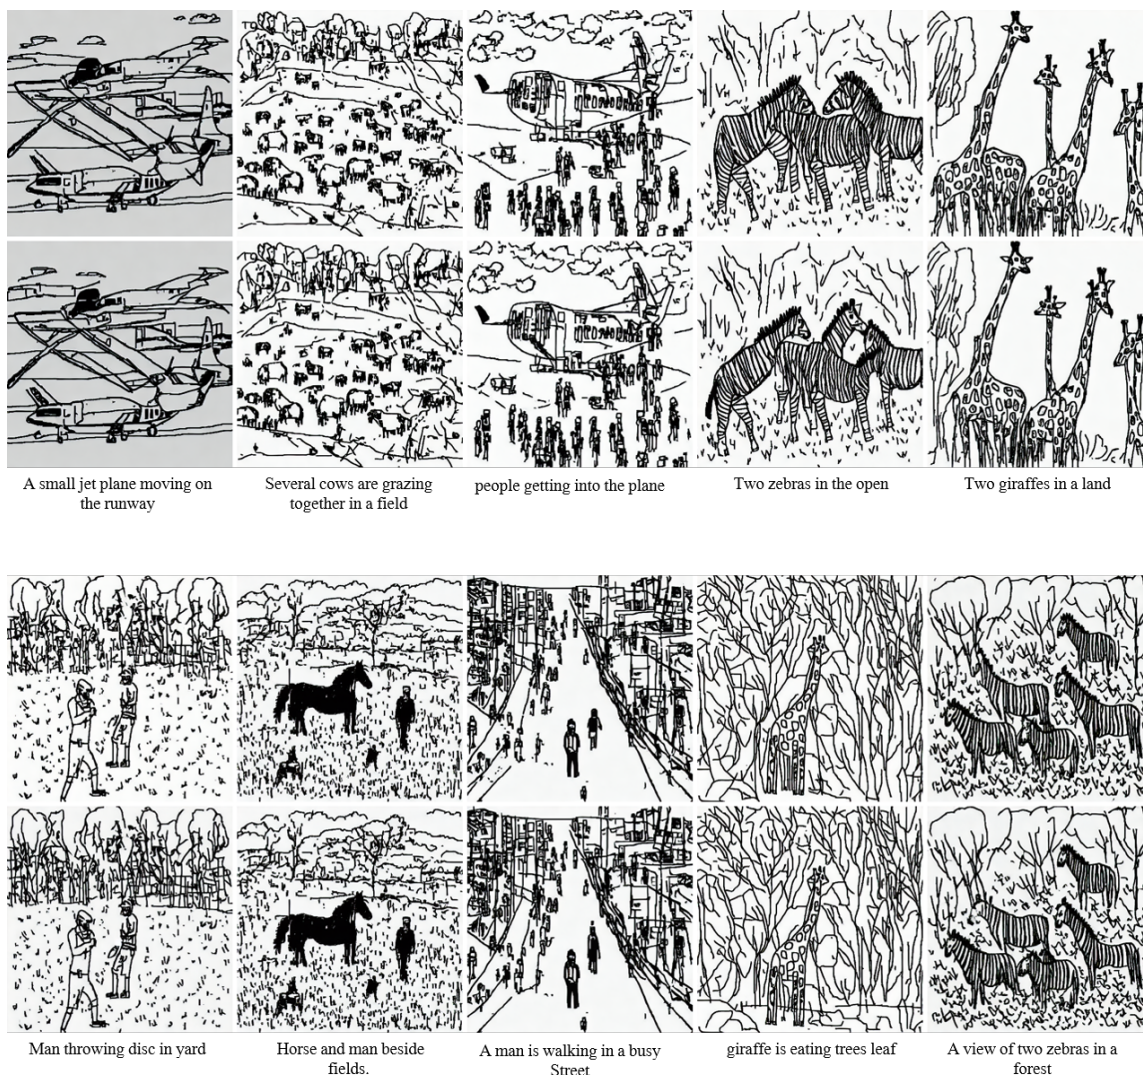 A small jet plane moving on
the runway
Several cows are grazing
together in a field
people getting into the plane
Two zebras in the open
Two giraffes in a land
Man throwing disc in yard
Horse and man beside
fields.
A man is walking in a busy
Street
giraffe is eating trees leaf
A view of two zebras in a
forest